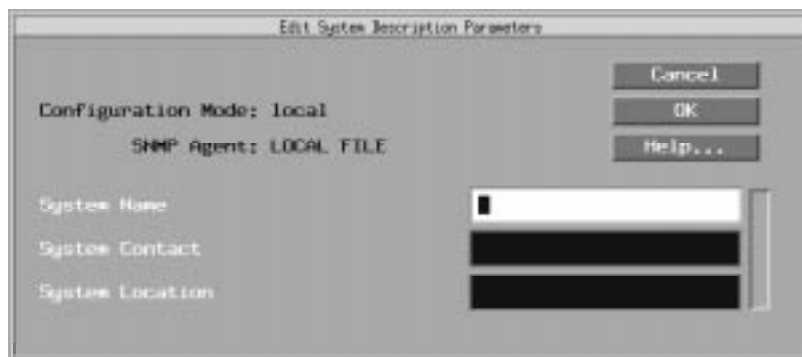 Edit System Description Parameters
Cancel
Configuration Mode: local
OK
SNMP Agent: LOCAL FILE
Help...
System Name
System Contact
System Location